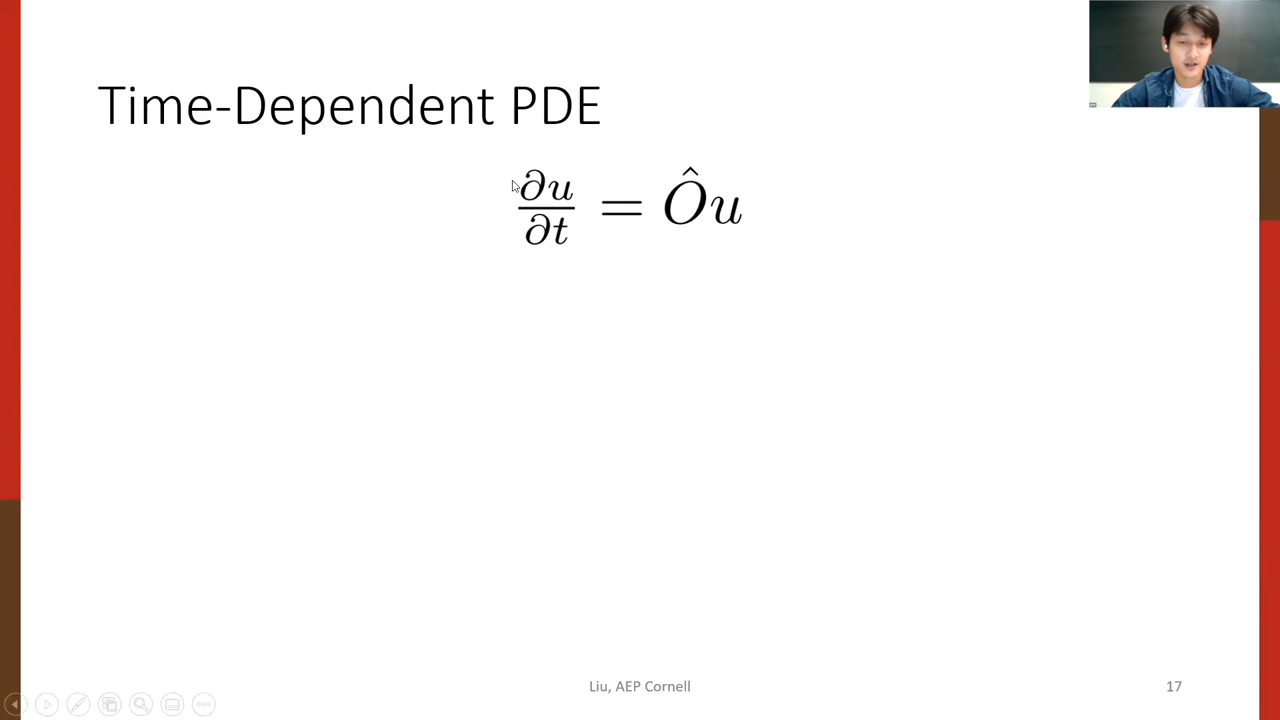 Time-Dependent PDE
∂u/∂t = Ôu
Liu, AEP Cornell
17